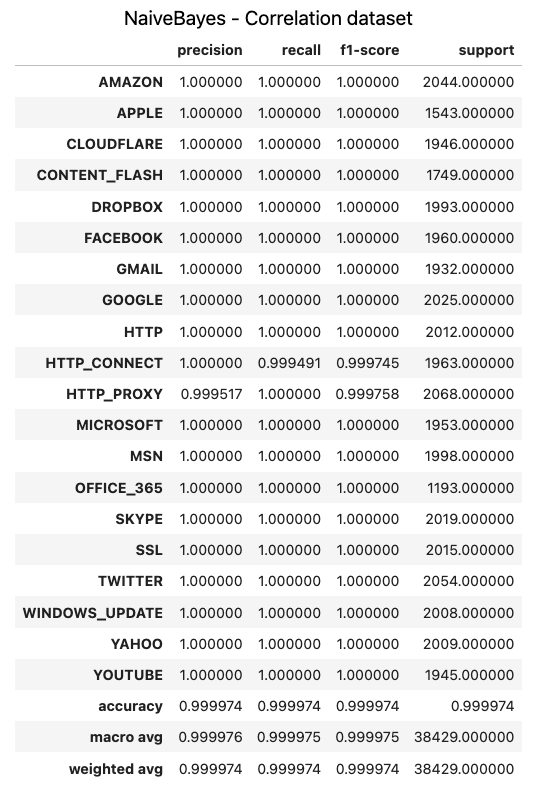 NaiveBayes - Correlation dataset
precision recall f1-score support
AMAZON 1.000000 1.000000 1.000000 2044.000000
APPLE 1.000000 1.000000 1.000000 1543.000000
CLOUDFLARE 1.000000 1.000000 1.000000 1946.000000
CONTENT_FLASH 1.000000 1.000000 1.000000 1749.000000
DROPBOX 1.000000 1.000000 1.000000 1993.000000
FACEBOOK 1.000000 1.000000 1.000000 1960.000000
GMAIL 1.000000 1.000000 1.000000 1932.000000
GOOGLE 1.000000 1.000000 1.000000 2025.000000
HTTP 1.000000 1.000000 1.000000 2012.000000
HTTP_CONNECT 1.000000 0.999491 0.999745 1963.000000
HTTP_PROXY 0.999517 1.000000 0.999758 2068.000000
MICROSOFT 1.000000 1.000000 1.000000 1953.000000
MSN 1.000000 1.000000 1.000000 1998.000000
OFFICE_365 1.000000 1.000000 1.000000 1193.000000
SKYPE 1.000000 1.000000 1.000000 2019.000000
SSL 1.000000 1.000000 1.000000 2015.000000
TWITTER 1.000000 1.000000 1.000000 2054.000000
WINDOWS_UPDATE 1.000000 1.000000 1.000000 2008.000000
YAHOO 1.000000 1.000000 1.000000 2009.000000
YOUTUBE 1.000000 1.000000 1.000000 1945.000000
accuracy 0.999974 0.999974 0.999974 0.999974
macro avg 0.999976 0.999975 0.999975 38429.000000
weighted avg 0.999974 0.999974 0.999974 38429.000000